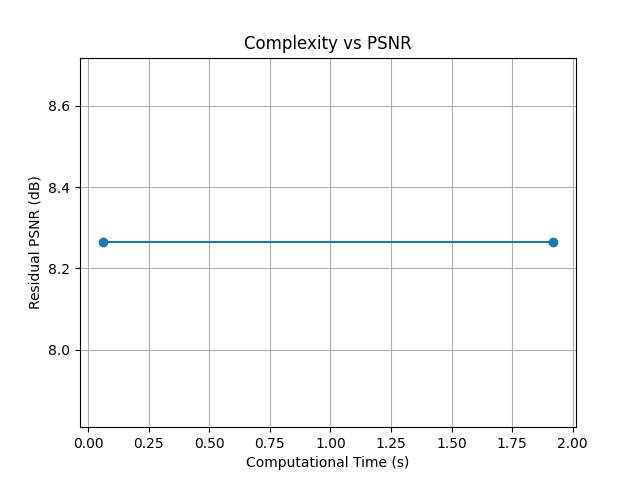 Complexity vs PSNR
Residual PSNR (dB)
8.6
8.4
8.2
8.0
0.00 0.25 0.50 0.75 1.00 1.25 1.50 1.75 2.00
Computational Time (s)